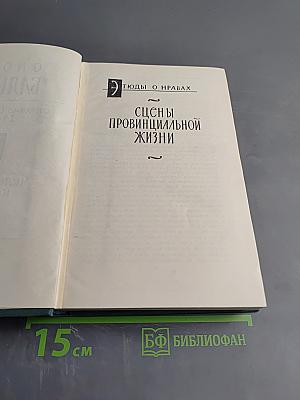 ЭТЮДЫ О НРАВАХ
СЦЕНЫ
ПРОВИНЦИАЛЬНОЙ
ЖИЗНИ
15 см
БФ БИБЛИОФАН